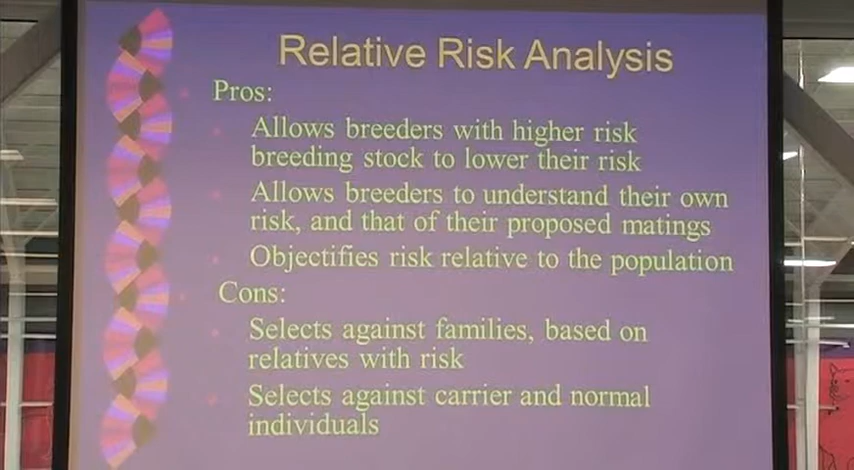 Relative Risk Analysis
Pros:
Allows breeders with higher risk
breeding stock to lower their risk
Allows breeders to understand their own
risk, and that of their proposed matings
Objectifies risk relative to the population
Cons:
Selects against families, based on
relatives with risk
Selects against carrier and normal
individuals